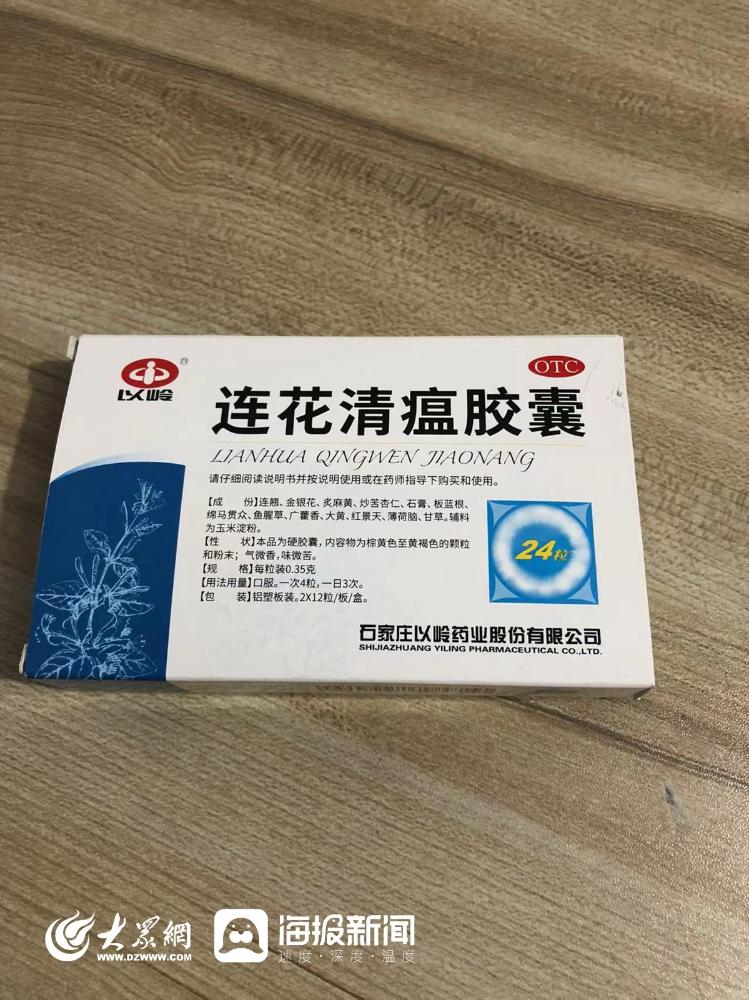 以岭
®
OTC
连花清瘟胶囊
LIANHUA QINGWEN JIAONANG
请仔细阅读说明书并按说明使用或在药师指导下购买和使用。
【成　份】连翘、金银花、炙麻黄、炒苦杏仁、石膏、板蓝根、
绵马贯众、鱼腥草、广藿香、大黄、红景天、薄荷脑、甘草。辅料
为玉米淀粉。
【性　状】本品为硬胶囊，内容物为棕黄色至黄褐色的颗粒
和粉末；气微香，味微苦。
【规　格】每粒装0.35克
【用法用量】口服。一次4粒，一日3次。
【包　装】铝塑板装。2X12粒/板/盒。
24粒
石家庄以岭药业股份有限公司
SHIJIAZHUANG YILING PHARMACEUTICAL CO.,LTD.
大众網
www.dzwww.com
海报新闻
速度·深度·温度